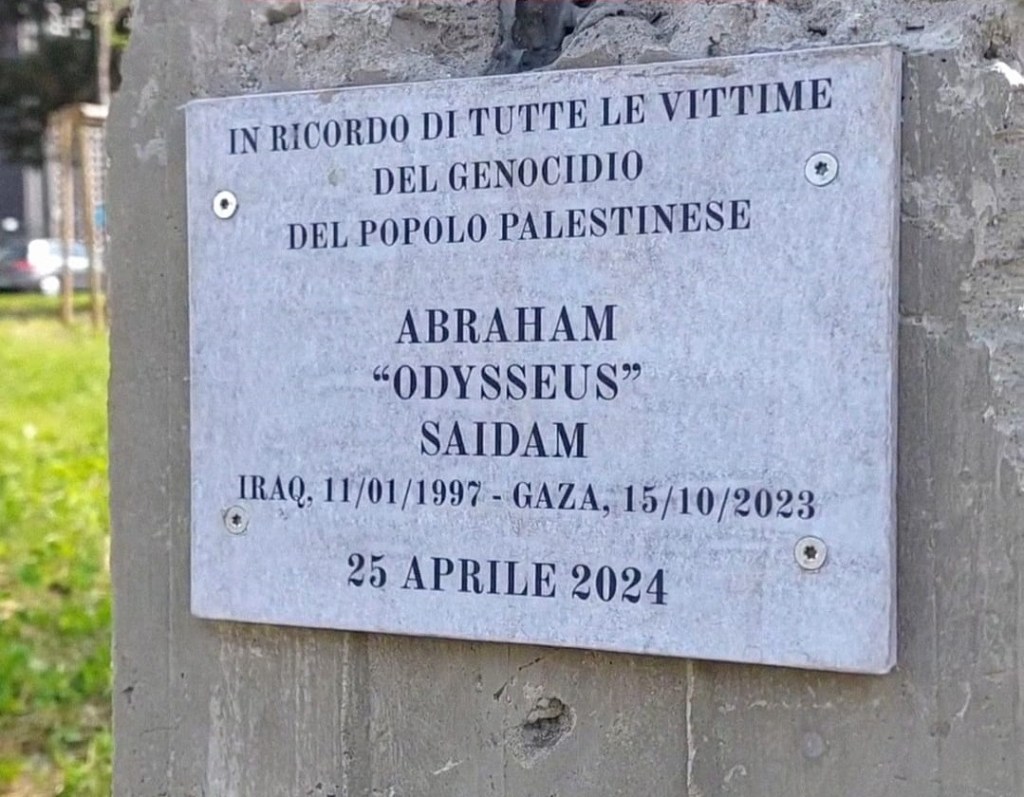 IN RICORDO DI TUTTE LE VITTIME
DEL GENOCIDIO
DEL POPOLO PALESTINESE
ABRAHAM
“ODYSSEUS”
SAIDAM
IRAQ, 11/01/1997 - GAZA, 15/10/2023
25 APRILE 2024